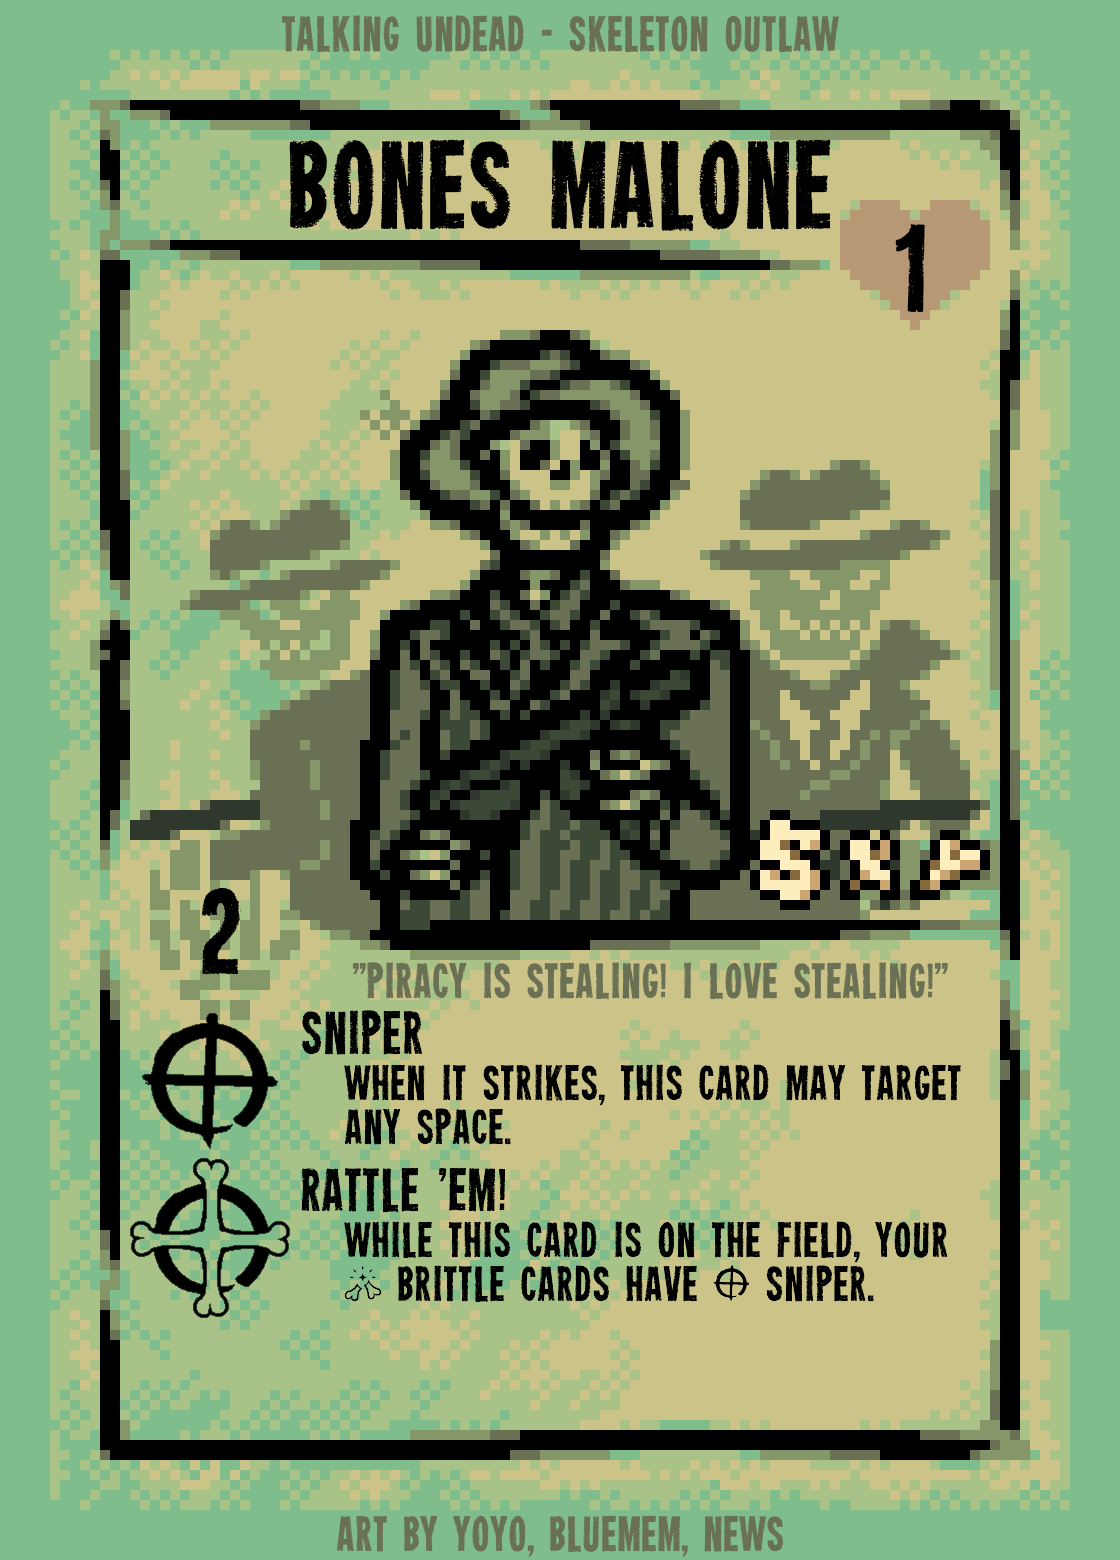 TALKING UNDEAD - SKELETON OUTLAW
BONES MALONE
1
SNP
2
"PIRACY IS STEALING! I LOVE STEALING!"
SNIPER
WHEN IT STRIKES, THIS CARD MAY TARGET
ANY SPACE.
RATTLE 'EM!
WHILE THIS CARD IS ON THE FIELD, YOUR
BRITTLE CARDS HAVE SNIPER.
ART BY YOYO, BLUEMEM, NEWS